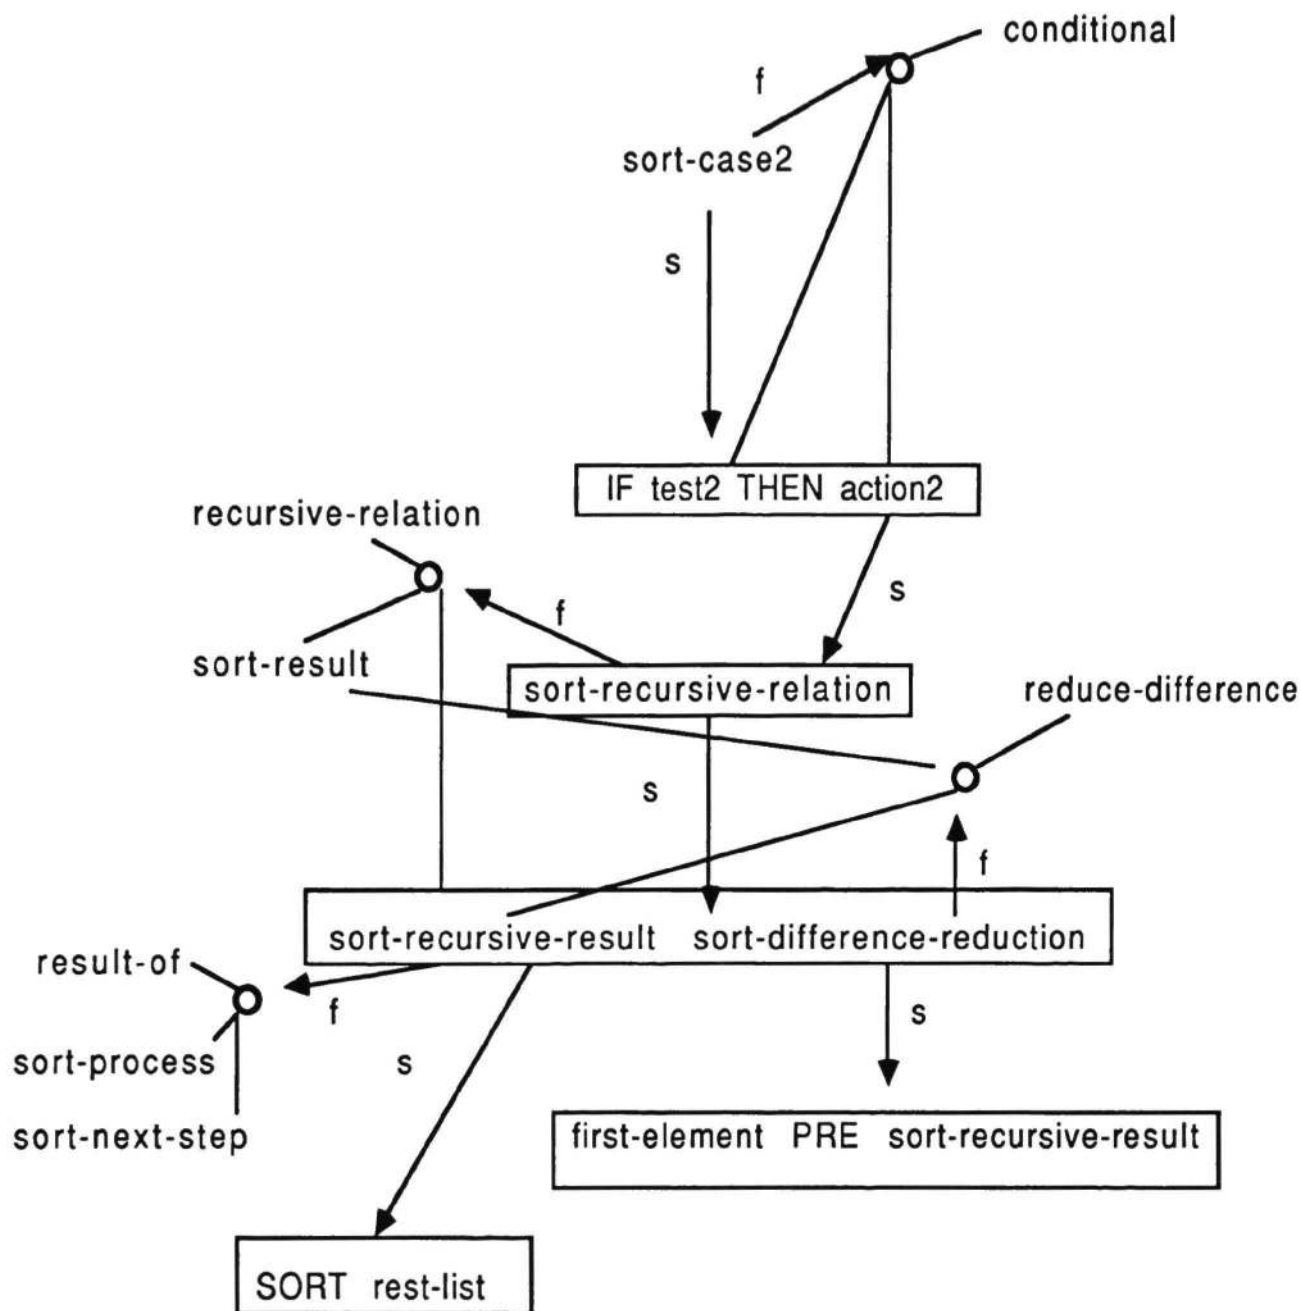 conditional
f
sort-case2
s
IF test2 THEN action2
recursive-relation
s
f
sort-result
sort-recursive-relation
reduce-difference
s
f
sort-recursive-result sort-difference-reduction
result-of
f
s
sort-process
s
sort-next-step
first-element PRE sort-recursive-result
SORT rest-list